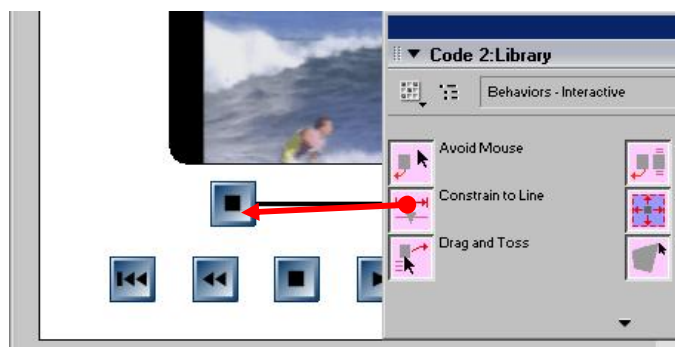 Code 2:Library
Behaviors - Interactive
Avoid Mouse
Constrain to Line
Drag and Toss